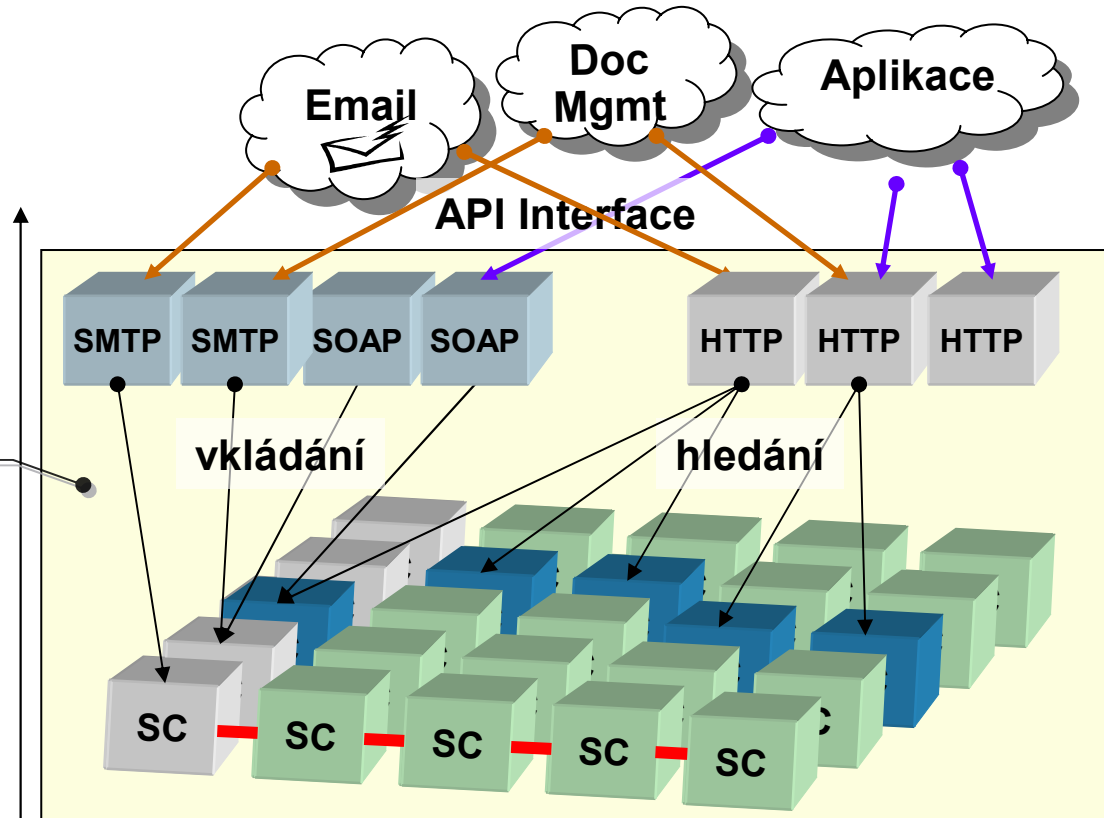 Email
Doc
Mgmt
Aplikace
API Interface
SMTP
SMTP
SOAP
SOAP
HTTP
HTTP
HTTP
vkládání
hledání
SC
SC
SC
SC
SC